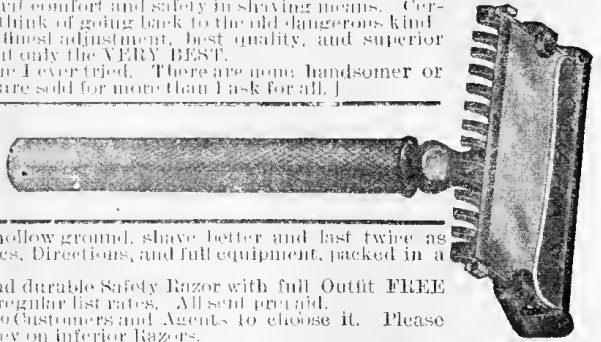 comfort and safety in shaving means. Cer-
think of going back to the old dangerous kind
finest adjustment, best quality, and superior
only the VERY BEST.
I ever tried. There are none handsomer or
are sold for more than I ask for all.]
hollow ground, shave better and last twice as
Directions, and full equipment, packed in a
durable Safety Razor with full Outfit FREE
regular list rates. All sent prepaid.
Customers and Agents to choose it. Please
on inferior Razors.